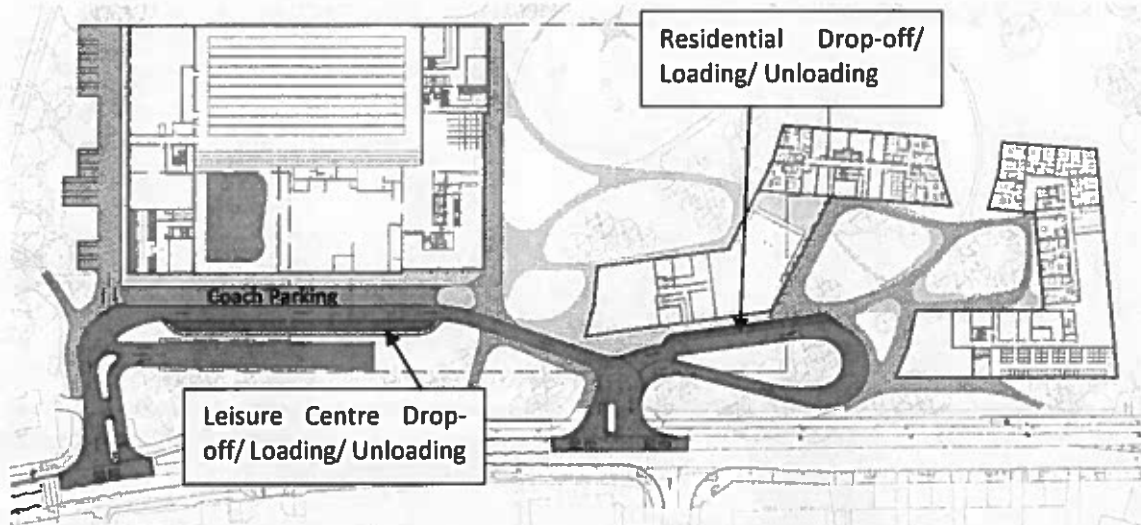 Residential Drop-off/
Loading/ Unloading
Coach Parking
Leisure Centre Drop-
off/ Loading/ Unloading